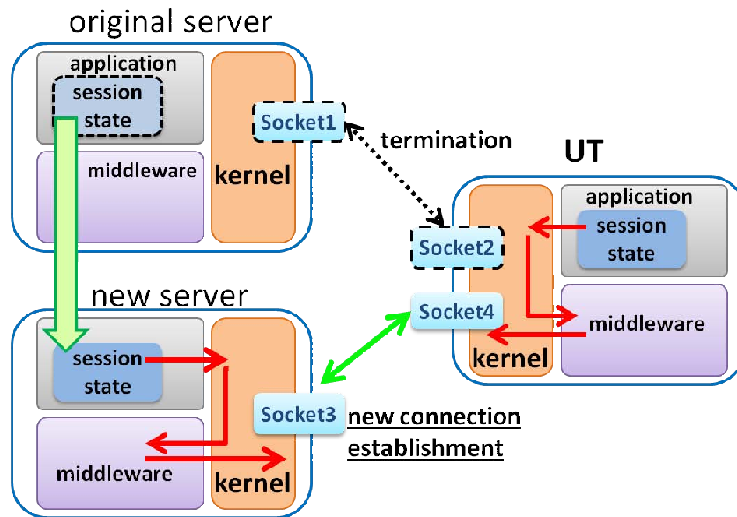 original server
application
session
state
middleware
kernel
Socket1
termination
UT
application
session
state
Socket2
Socket4
middleware
kernel
new server
session
state
Socket3
middleware
kernel
new connection
establishment